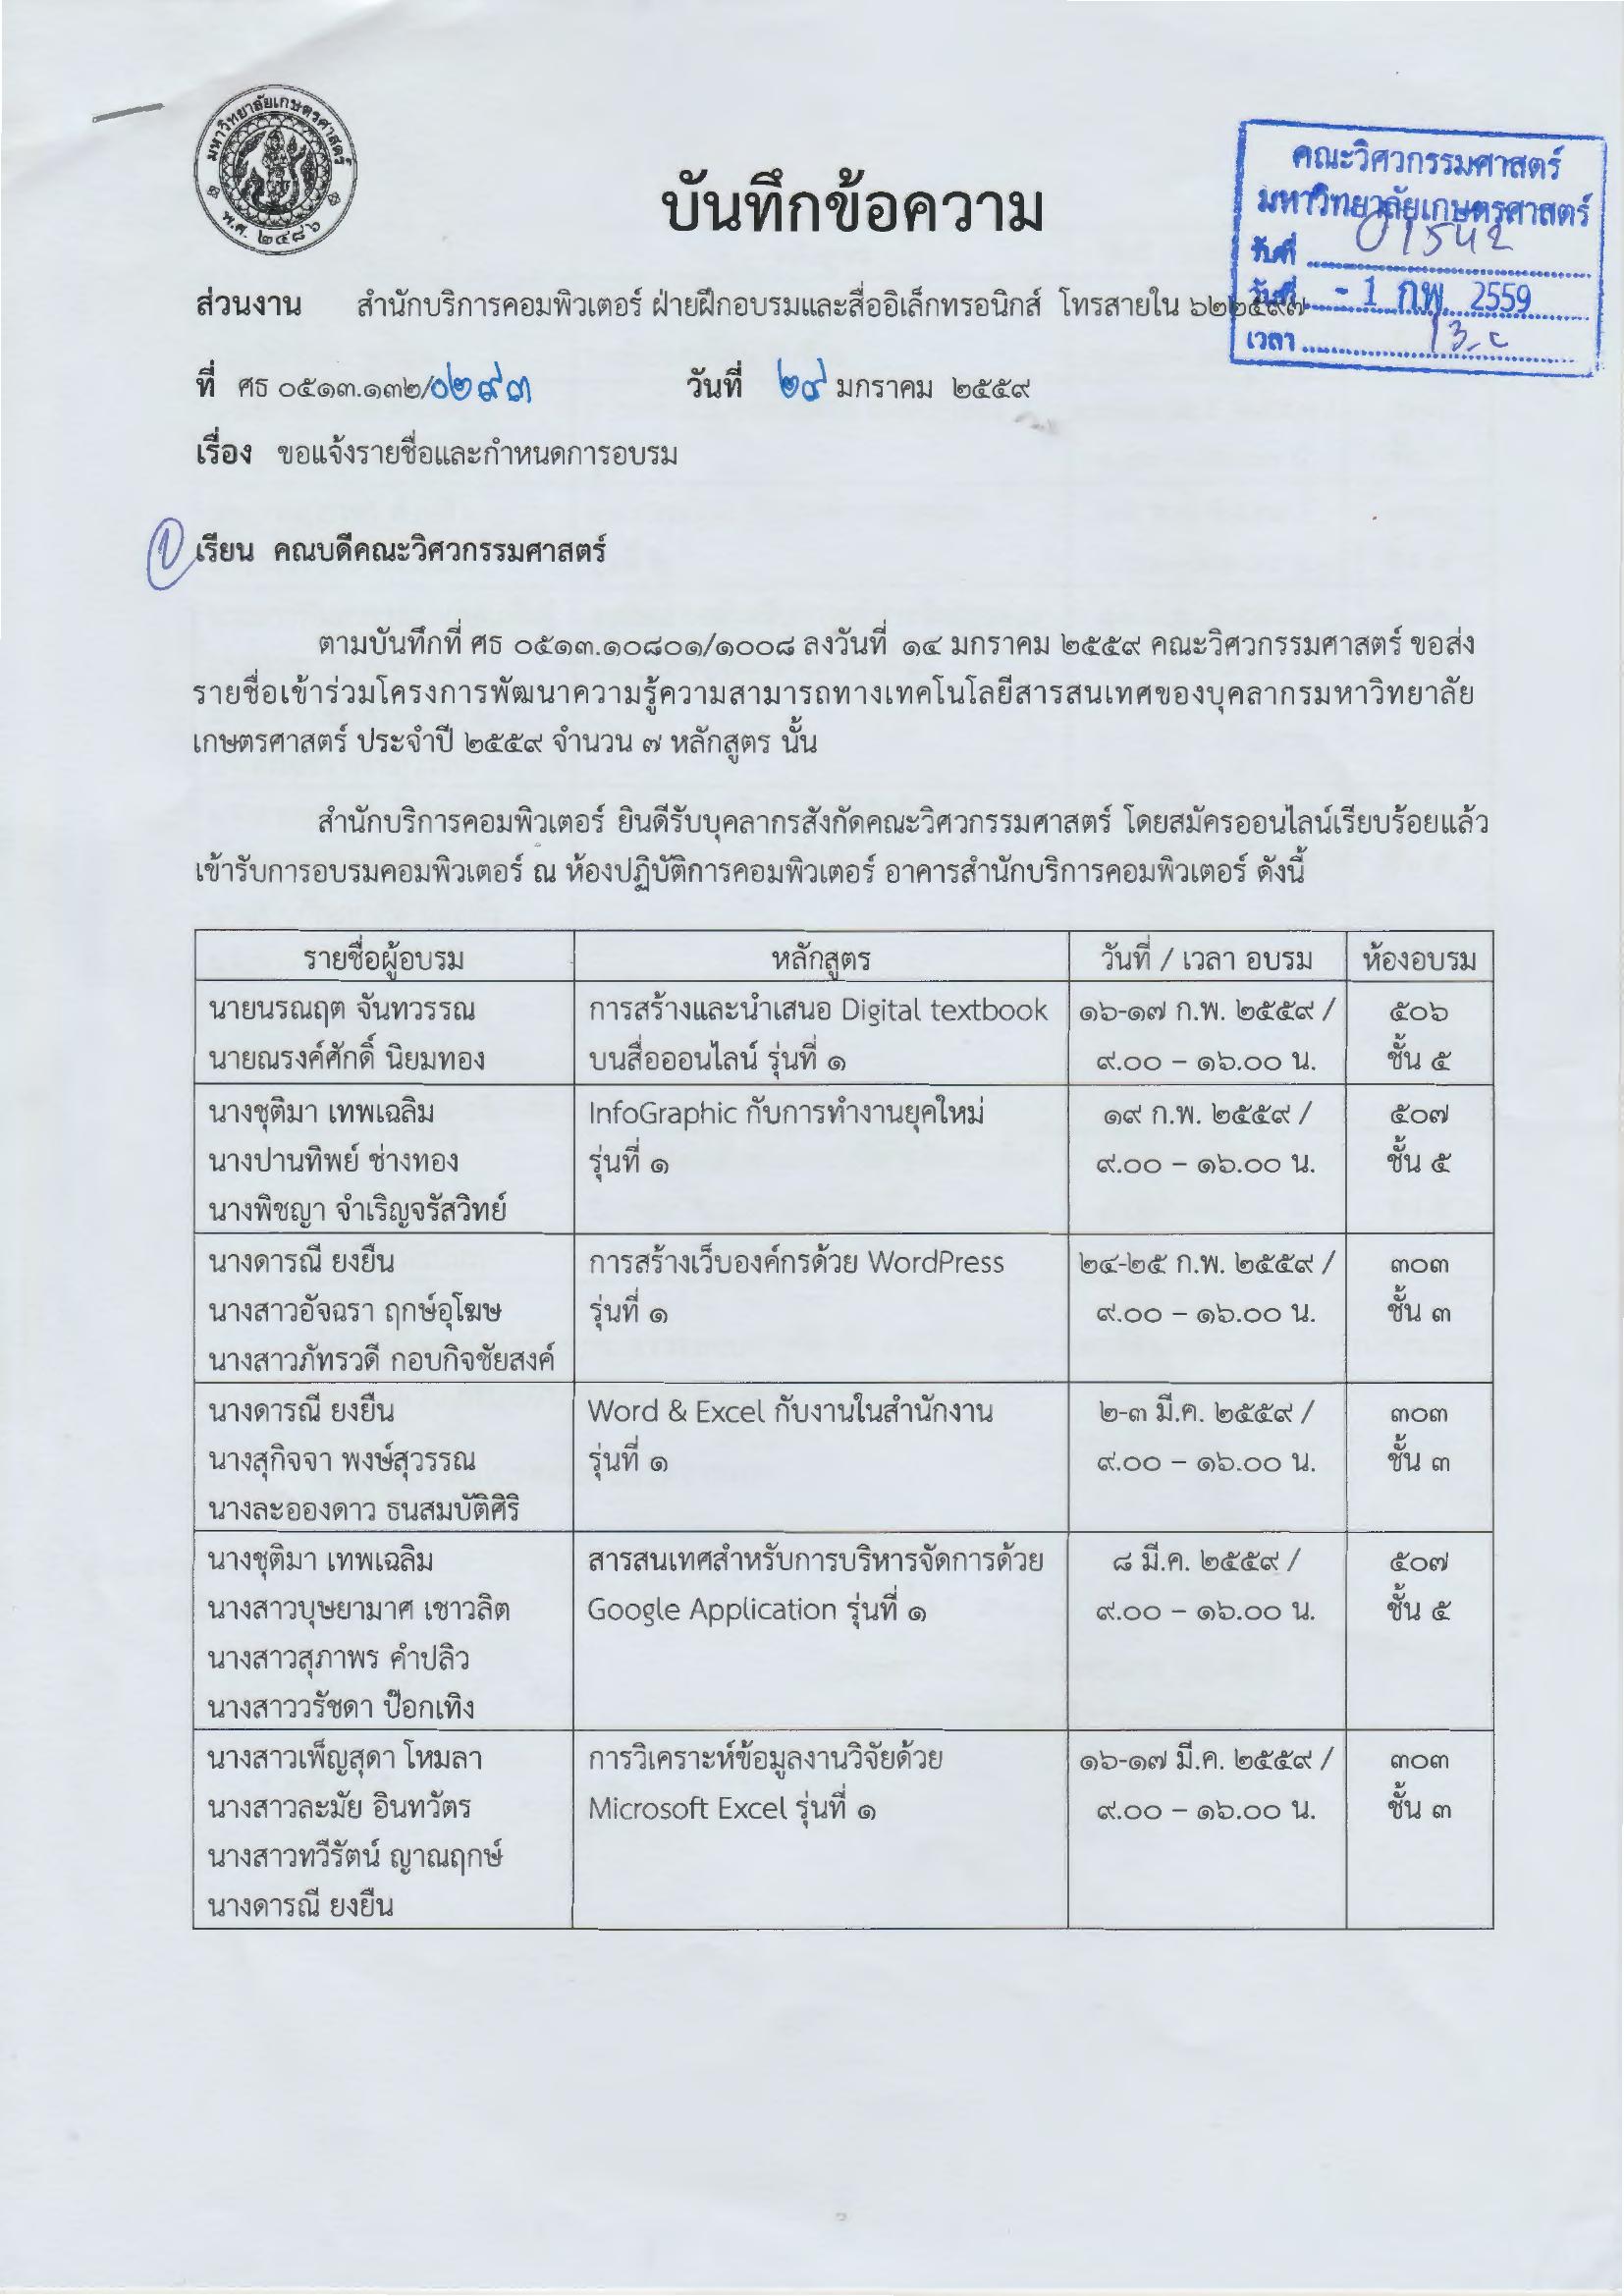 มหาวิทยาลัยเกษตรศาสตร์
พ.ศ. ๒๔๘๖
บันทึกข้อความ
คณะวิศวกรรมศาสตร์
มหาวิทยาลัยเกษตรศาสตร์
01542
วันที่
วันที่ - 1 กพ. 2559
เวลา
ส่วนงาน สำนักบริการคอมพิวเตอร์ ฝ่ายฝึกอบรมและสื่ออิเล็กทรอนิกส์ โทรสายใน ๖๒๒๕๙๗
ที่ ศธ ๐๕๑๓.๑๓๒/๐๒๙๓ วันที่ ๒๙ มกราคม ๒๕๕๙
เรื่อง ขอแจ้งรายชื่อและกำหนดการอบรม
เรียน คณบดีคณะวิศวกรรมศาสตร์
ตามบันทึกที่ ศธ ๐๕๑๓.๑๐๘๐๑/๑๐๐๘ ลงวันที่ ๑๔ มกราคม ๒๕๕๙ คณะวิศวกรรมศาสตร์ ขอส่ง
รายชื่อเข้าร่วมโครงการพัฒนาความรู้ความสามารถทางเทคโนโลยีสารสนเทศของบุคลากรมหาวิทยาลัย
เกษตรศาสตร์ ประจำปี ๒๕๕๙ จำนวน ๗ หลักสูตร นั้น
สำนักบริการคอมพิวเตอร์ ยินดีรับบุคลากรสังกัดคณะวิศวกรรมศาสตร์ โดยสมัครออนไลน์เรียบร้อยแล้ว
เข้ารับการอบรมคอมพิวเตอร์ ณ ห้องปฏิบัติการคอมพิวเตอร์ อาคารสำนักบริการคอมพิวเตอร์ ดังนี้
รายชื่อผู้อบรม หลักสูตร วันที่ / เวลา อบรม ห้องอบรม
นายนรณฤต จันทวรรณ การสร้างและนำเสนอ Digital textbook ๑๖-๑๗ ก.พ. ๒๕๕๙ / ๕๐๖
นายณรงค์ศักดิ์ นิยมทอง บนสื่อออนไลน์ รุ่นที่ ๑ ๙.๐๐ – ๑๖.๐๐ น. ชั้น ๕
นางชุติมา เทพเฉลิม InfoGraphic กับการทำงานยุคใหม่ ๑๙ ก.พ. ๒๕๕๙ / ๕๐๗
นางปานทิพย์ ช่างทอง รุ่นที่ ๑ ๙.๐๐ – ๑๖.๐๐ น. ชั้น ๕
นางพิชญา จำเริญจรัสวิทย์
นางดารณี ยงยืน การสร้างเว็บองค์กรด้วย WordPress ๒๔-๒๕ ก.พ. ๒๕๕๙ / ๓๐๓
นางสาวอัจฉรา ฤกษ์อุโฆษ รุ่นที่ ๑ ๙.๐๐ – ๑๖.๐๐ น. ชั้น ๓
นางสาวภัทรวดี กอบกิจชัยสงค์
นางดารณี ยงยืน Word & Excel กับงานในสำนักงาน ๒-๓ มี.ค. ๒๕๕๙ / ๓๐๓
นางสุกิจจา พงษ์สุวรรณ รุ่นที่ ๑ ๙.๐๐ – ๑๖.๐๐ น. ชั้น ๓
นางละอองดาว ธนสมบัติศิริ
นางชุติมา เทพเฉลิม สารสนเทศสำหรับการบริหารจัดการด้วย ๘ มี.ค. ๒๕๕๙ / ๕๐๗
นางสาวบุษยามาศ เชาวลิต Google Application รุ่นที่ ๑ ๙.๐๐ – ๑๖.๐๐ น. ชั้น ๕
นางสาวสุภาพร คำปลิว
นางสาววรัชดา ป๊อกเทิง
นางสาวเพ็ญสุดา โหมลา การวิเคราะห์ข้อมูลงานวิจัยด้วย ๑๖-๑๗ มี.ค. ๒๕๕๙ / ๓๐๓
นางสาวละมัย อินทวัตร Microsoft Excel รุ่นที่ ๑ ๙.๐๐ – ๑๖.๐๐ น. ชั้น ๓
นางสาวทวีรัตน์ ญาณฤกษ์
นางดารณี ยงยืน